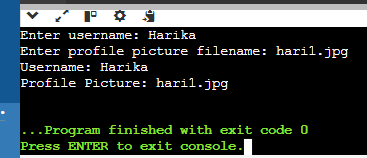 Enter username: Harika
Enter profile picture filename: hari1.jpg
Username: Harika
Profile Picture: hari1.jpg
...Program finished with exit code 0
Press ENTER to exit console.